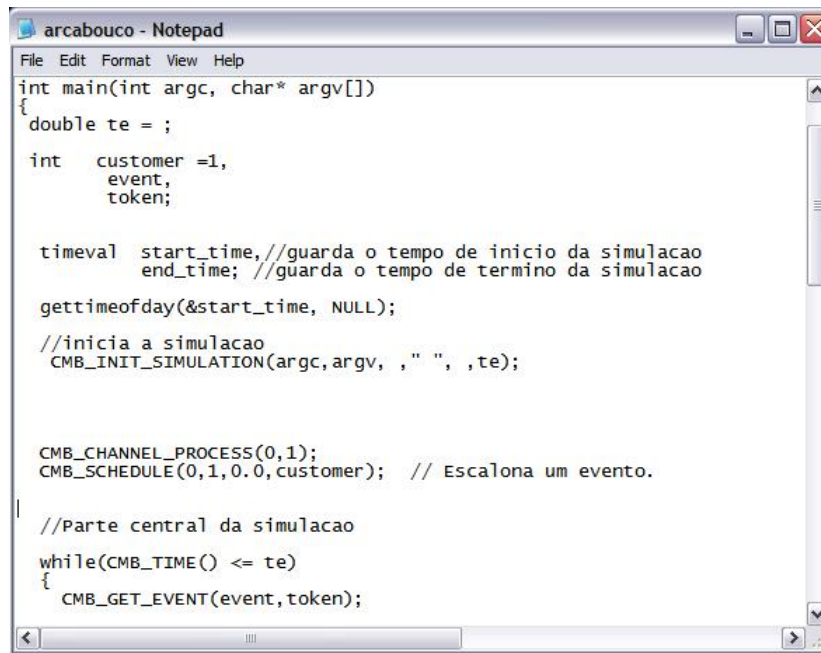 arcabouco - Notepad
File Edit Format View Help
int main(int argc, char* argv[])
{
double te = ;
int customer =1,
event,
token;
timeval start_time,//guarda o tempo de inicio da simulacao
end_time; //guarda o tempo de termino da simulacao
gettimeofday(&start_time, NULL);
//inicia a simulacao
CMB_INIT_SIMULATION(argc,argv, ," ", ,te);
CMB_CHANNEL_PROCESS(0,1);
CMB_SCHEDULE(0,1,0.0,customer); // Escalona um evento.
//Parte central da simulacao
while(CMB_TIME() <= te)
{
CMB_GET_EVENT(event,token);